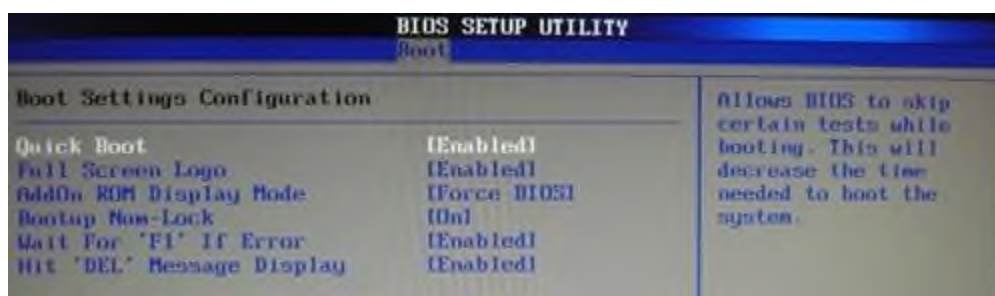 BIOS SETUP UTILITY
Boot
Boot Settings Configuration
Quick Boot [Enabled]
Full Screen Logo [Enabled]
AddOn ROM Display Mode [Force BIOS]
Bootup Num-Lock [On]
Wait For 'F1' If Error [Enabled]
Hit 'DEL' Message Display [Enabled]
Allows BIOS to skip
certain tests while
booting. This will
decrease the time
needed to boot the
system.